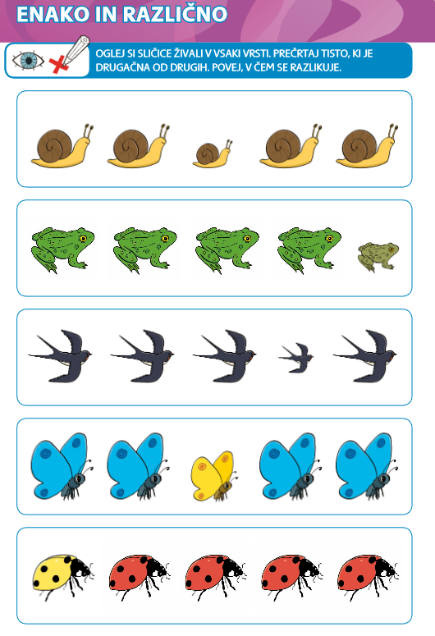 ENAKO IN RAZLIČNO
OGLEJ SI SLIČICE ŽIVALI V VSAKI VRSTI. PREČRTAJ TISTO, KI JE
DRUGAČNA OD DRUGIH. POVEJ, V ČEM SE RAZLIKUJE.